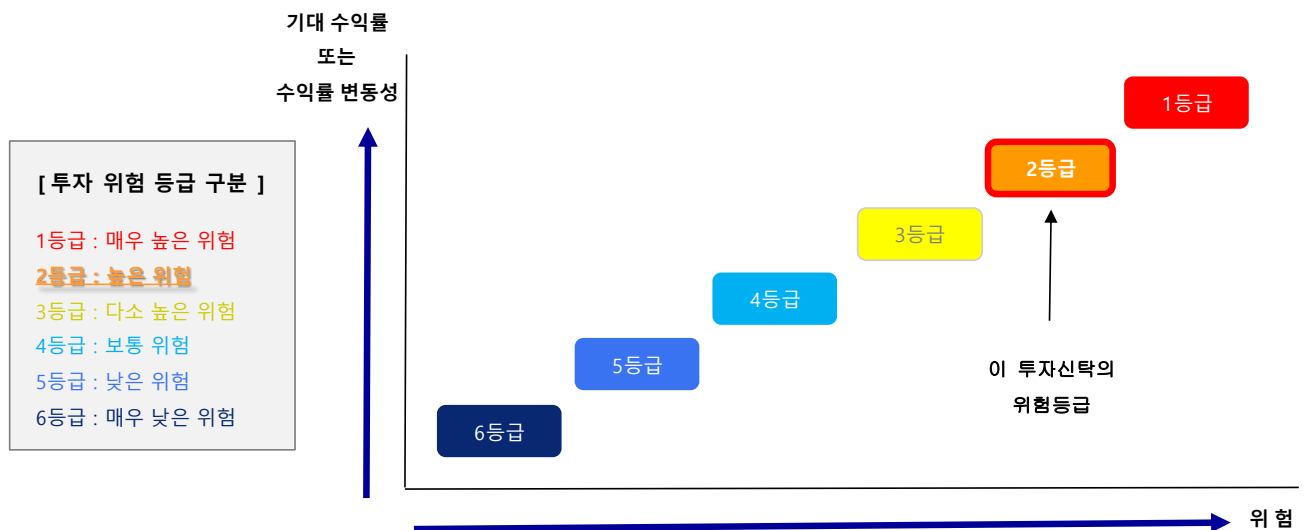 기대 수익률
또는
수익률 변동성
[ 투자 위험 등급 구분 ]
1등급 : 매우 높은 위험
2등급 : 높은 위험
3등급 : 다소 높은 위험
4등급 : 보통 위험
5등급 : 낮은 위험
6등급 : 매우 낮은 위험
1등급
2등급
3등급
4등급
5등급
6등급
이 투자신탁의
위험등급
위 험